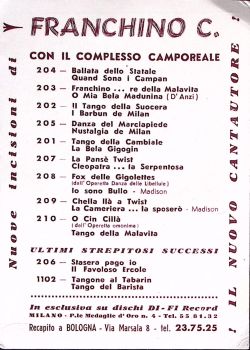 Nuove incisioni di
FRANCHINO C.
CON IL COMPLESSO CAMPOREALE
204 — Ballata dello Statale
Quand Sona i Campan
203 — Franchino ... re della Malavita
O Mia Bela Madunina (D'Anzi)
202 — Il Tango della Suocera
I Barbun de Milan
205 — Danza del Marciapiede
Nustalgia de Milan
201 — Tango della Cambiale
La Bela Gigogin
207 — La Pansè Twist
Cleopatra ... la Serpentosa
208 — Fox delle Gigolettes
(dall'Operetta Danza delle Libellule)
Io sono Bullo - Madison
209 — Chella llà a Twist
La Cameriera ... la sposerò - Madison
210 — O Cin Cillà
(dell'Operetta omonima)
Tango della Malavita
ULTIMI STREPITOSI SUCCESSI
206 — Stasera pago io
Il Favoloso Ercole
1102 — Tangone al Tabarin
Tango del Barista
In esclusiva su dischi DI-FI Record
MILANO - P.le Medaglie d'Oro n. 4 - Tel. 55 81.32
Recapito a BOLOGNA - Via Marsala 8 - tel. 23.75.25
IL NUOVO CANTAUTORE!